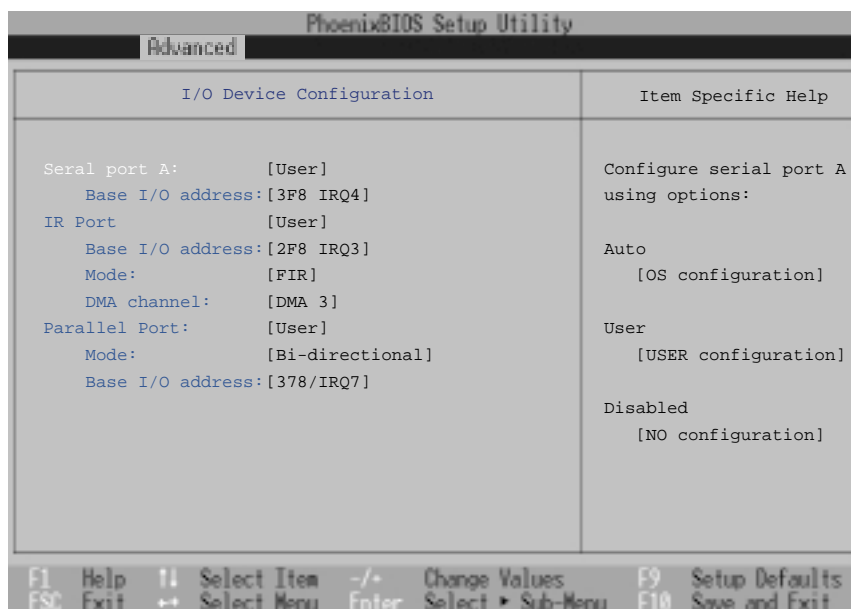 PhoenixBIOS Setup Utility
Advanced
I/O Device Configuration
Item Specific Help
Seral port A: [User]
Base I/O address: [3F8 IRQ4]
IR Port [User]
Base I/O address: [2F8 IRQ3]
Mode: [FIR]
DMA channel: [DMA 3]
Parallel Port: [User]
Mode: [Bi-directional]
Base I/O address: [378/IRQ7]
Configure serial port A
using options:
Auto
[OS configuration]
User
[USER configuration]
Disabled
[NO configuration]
F1 Help ↑↓ Select Item -/+ Change Values F9 Setup Defaults
ESC Exit ↔ Select Menu Enter Select ▸ Sub-Menu F10 Save and Exit